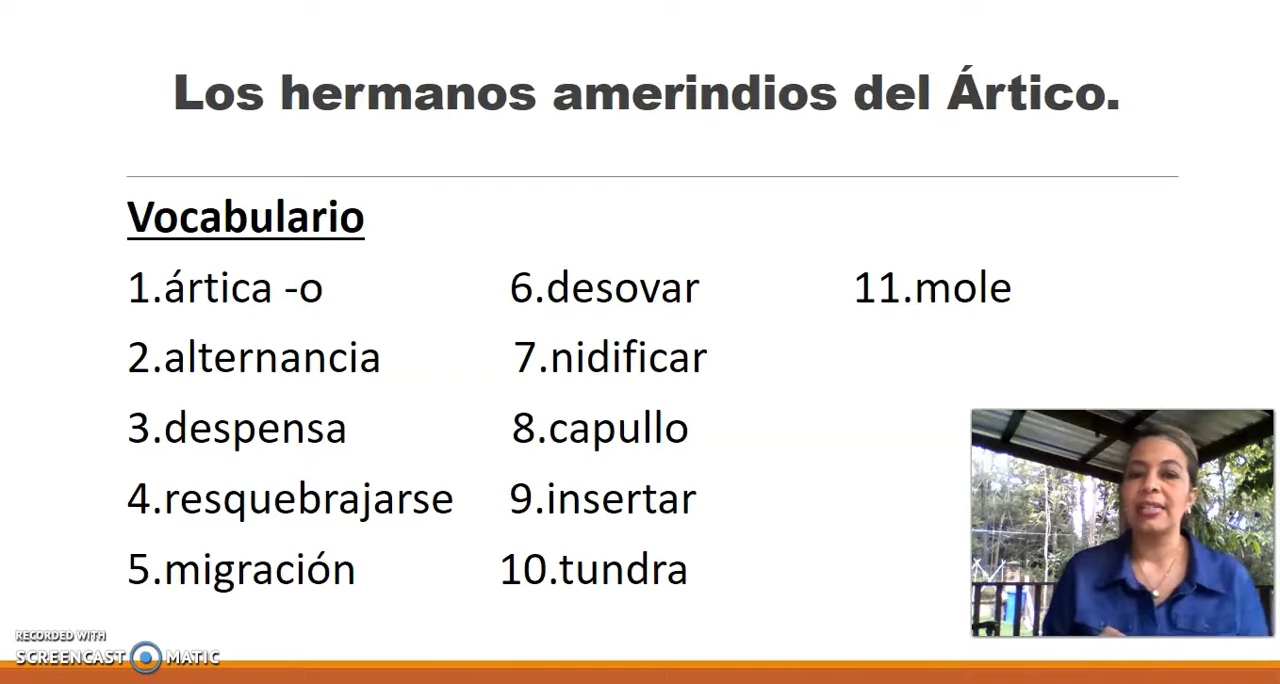 Los hermanos amerindios del Ártico.
Vocabulario
1.ártica -o
2.alternancia
3.despensa
4.resquebrajarse
5.migración
6.desovar
7.nidificar
8.capullo
9.insertar
10.tundra
11.mole
RECORDED WITH
SCREENCAST MATIC